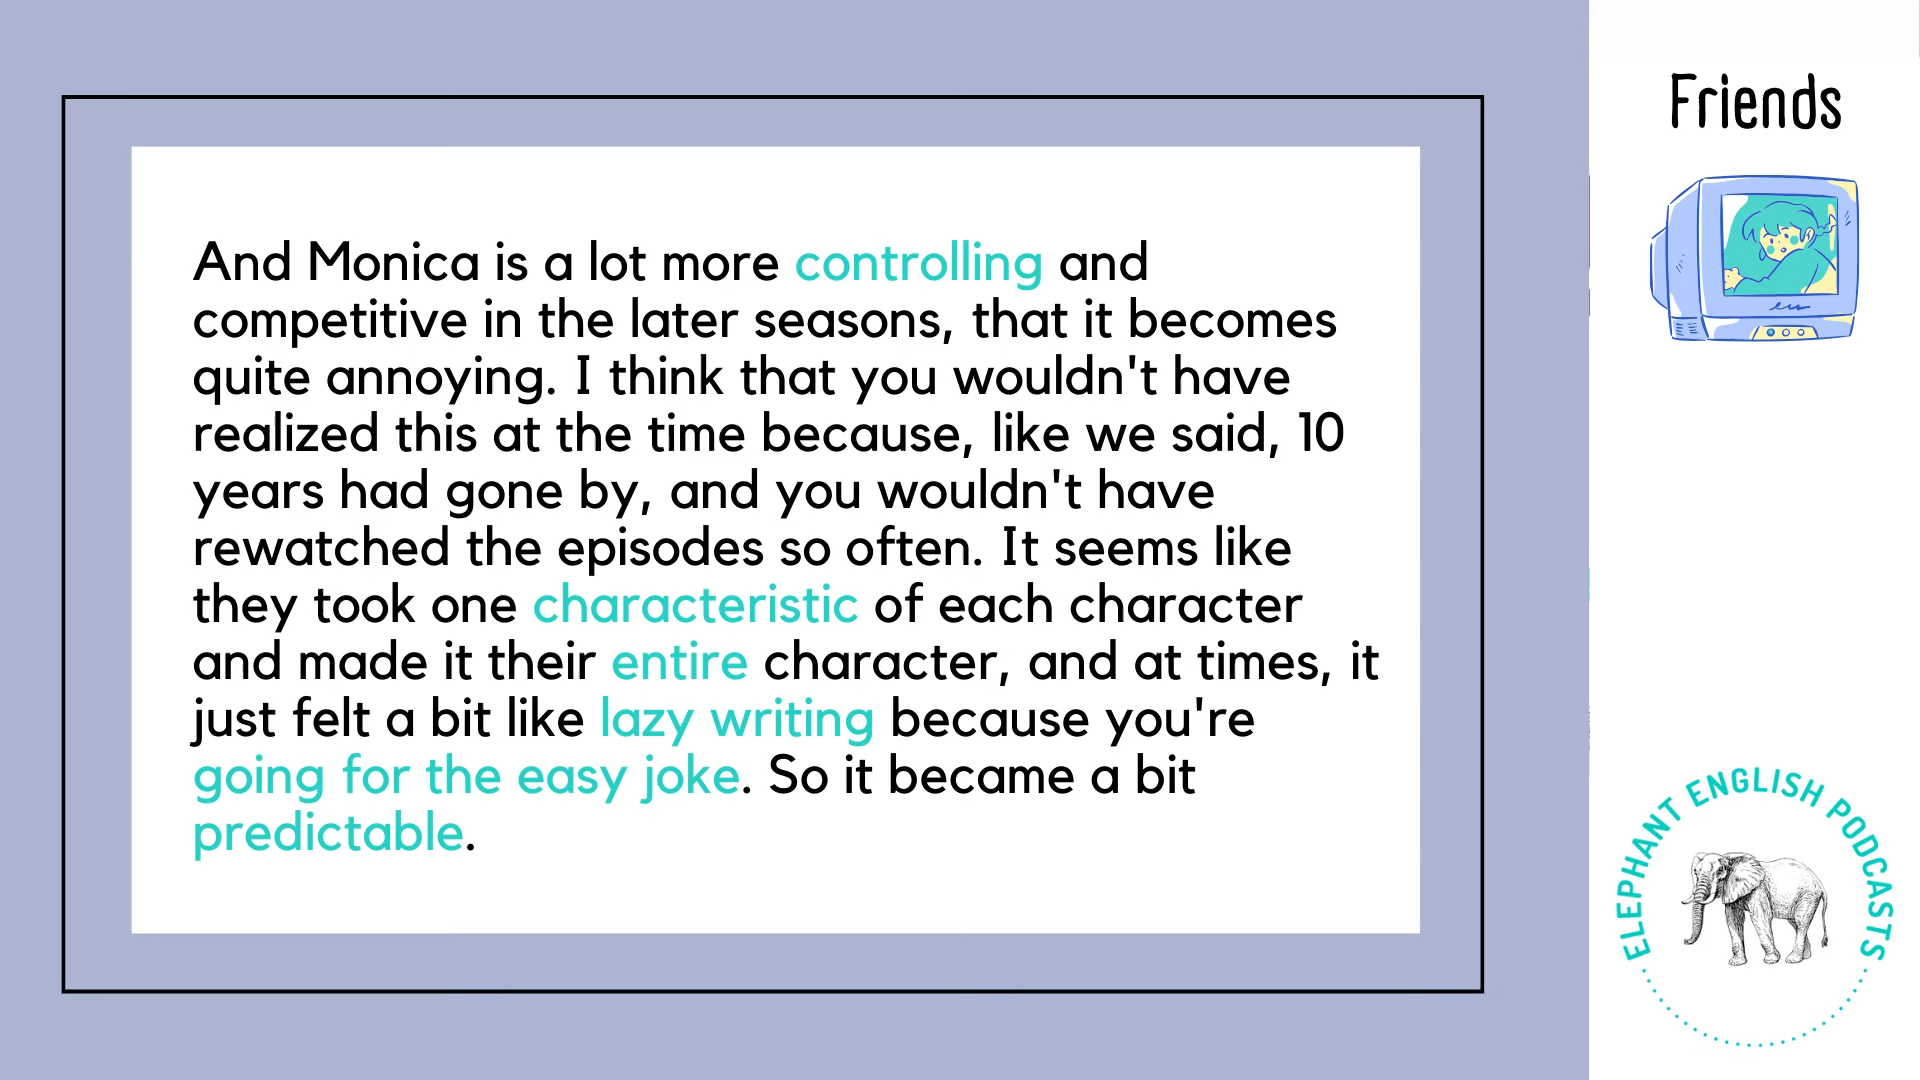 Friends
And Monica is a lot more controlling and
competitive in the later seasons, that it becomes
quite annoying. I think that you wouldn't have
realized this at the time because, like we said, 10
years had gone by, and you wouldn't have
rewatched the episodes so often. It seems like
they took one characteristic of each character
and made it their entire character, and at times, it
just felt a bit like lazy writing because you're
going for the easy joke. So it became a bit
predictable.
ELEPHANT ENGLISH PODCASTS